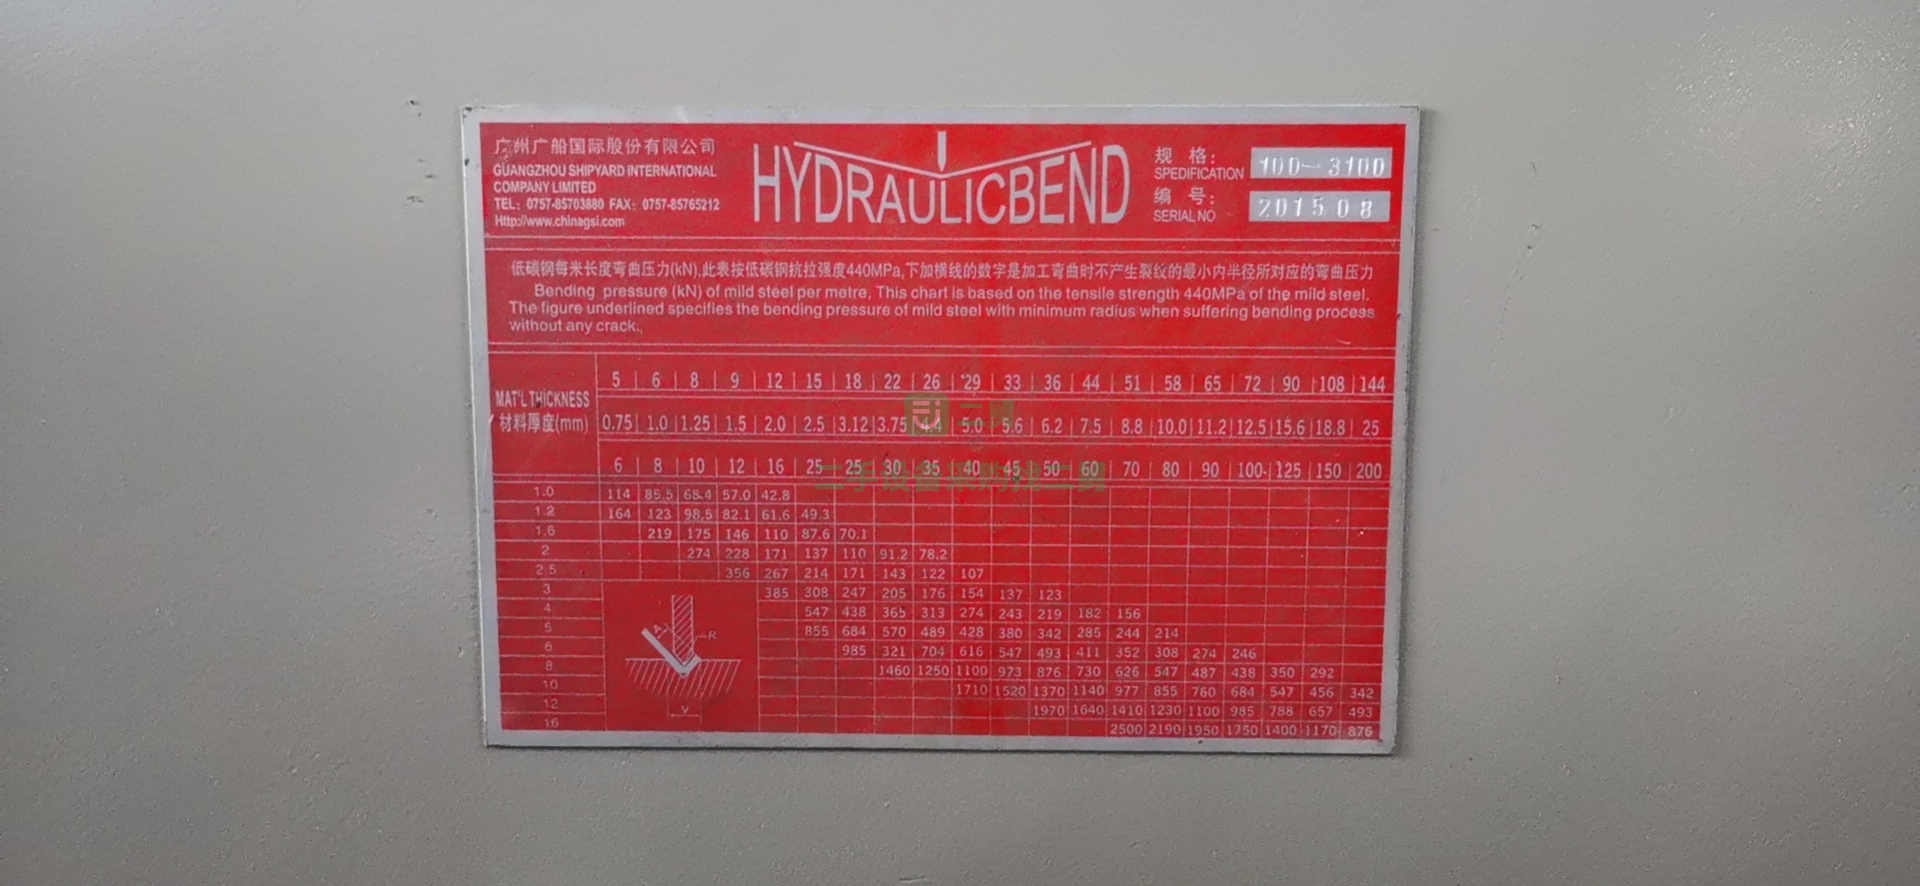 广州广船国际股份有限公司
GUANGZHOU SHIPYARD INTERNATIONAL
COMPANY LIMITED
TEL: 0757-85703880 FAX: 0757-85765212
Http://www.chinagsi.com
HYDRAULICBEND
规 格:
SPEDIFICATION 100-3100
编 号:
SERIAL NO 201508
低碳钢每米长度弯曲压力(kN),此表按低碳钢抗拉强度440MPa,下加横线的数字是加工弯曲时不产生裂纹的最小内半径所对应的弯曲压力
Bending pressure (kN) of mild steel per metre, This chart is based on the tensile strength 440MPa of the mild steel.
The figure underlined specifies the bending pressure of mild steel with minimum radius when suffering bending process
without any crack.,
MAT'L THICKNESS
材料厚度(mm)
5 6 8 9 12 15 18 22 26 29 33 36 44 51 58 65 72 90 108 144
0.75 1.0 1.25 1.5 2.0 2.5 3.12 3.75 4.4 5.0 5.6 6.2 7.5 8.8 10.0 11.2 12.5 15.6 18.8 25
6 8 10 12 16 25 25 30 35 40 45 50 60 70 80 90 100 125 150 200
1.0 114 85.5 68.4 57.0 42.8
1.2 164 123 98.5 82.1 61.6 49.3
1.6 219 175 146 110 87.6 70.1
2 274 228 171 137 110 91.2 78.2
2.5 356 267 214 171 143 122 107
3 385 308 247 205 176 154 137 123
4 547 438 365 313 274 243 219 182 156
5 855 684 570 489 428 380 342 285 244 214
6 985 321 704 616 547 493 411 352 308 274 246
8 1460 1250 1100 973 876 730 626 547 487 438 350 292
10 1710 1520 1370 1140 977 855 760 684 547 456 342
12 1970 1640 1410 1230 1100 985 788 657 493
16 2500 2190 1950 1750 1400 1170 876
A
R
V
二勇
二手设备采购找二勇